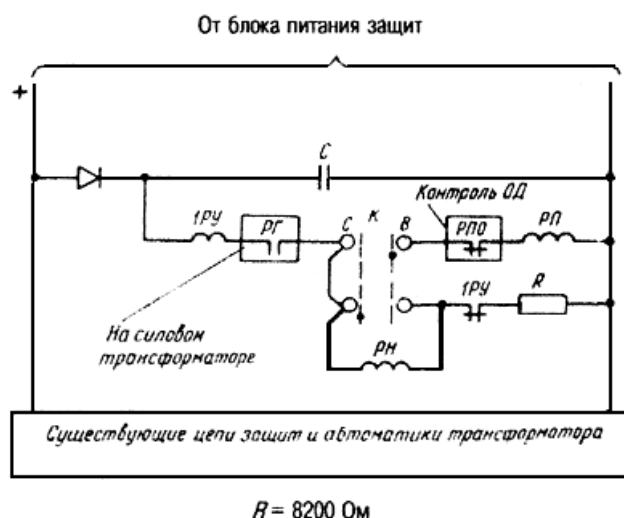 От блока питания защит
+
C
Контроль ОД
1РУ
РГ
C
К
В
РПО
РП
1РУ
R
На силовом
трансформаторе
РН
Существующие цепи защит и автоматики трансформатора
R = 8200 Ом